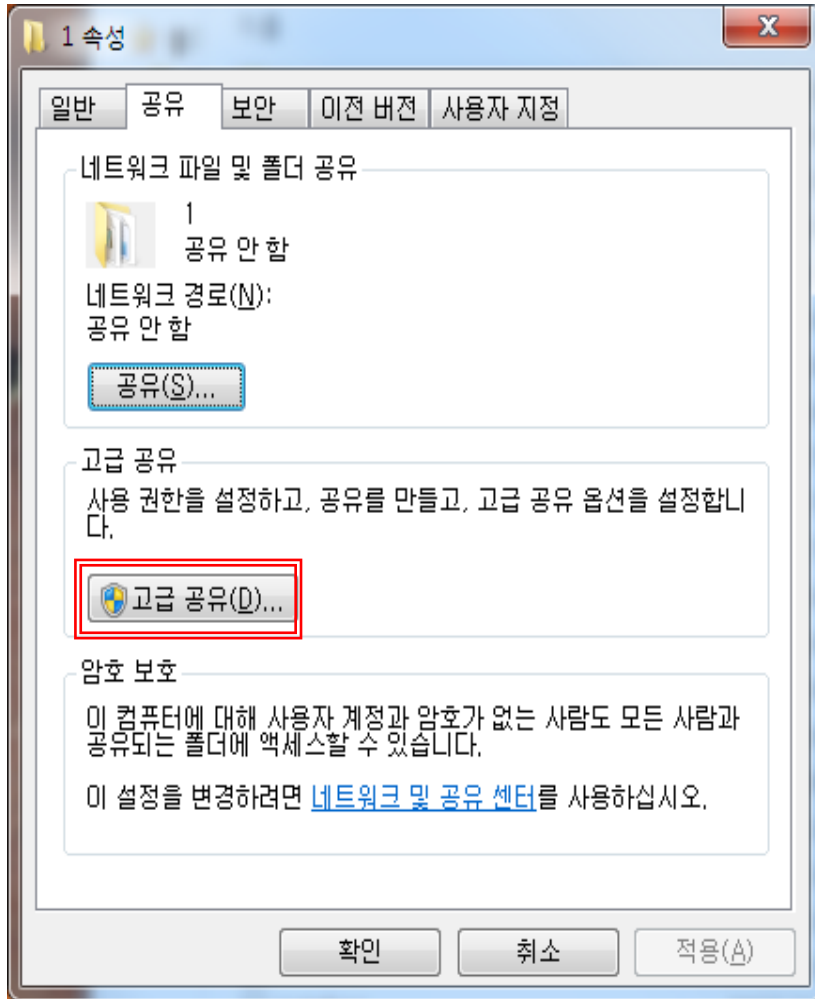 1 속성
일반
공유
보안
이전 버전
사용자 지정
네트워크 파일 및 폴더 공유
1
공유 안 함
네트워크 경로(N):
공유 안 함
공유(S)...
고급 공유
사용 권한을 설정하고, 공유를 만들고, 고급 공유 옵션을 설정합니
다.
고급 공유(D)...
암호 보호
이 컴퓨터에 대해 사용자 계정과 암호가 없는 사람도 모든 사람과
공유되는 폴더에 액세스할 수 있습니다.
이 설정을 변경하려면 네트워크 및 공유 센터를 사용하십시오.
확인
취소
적용(A)